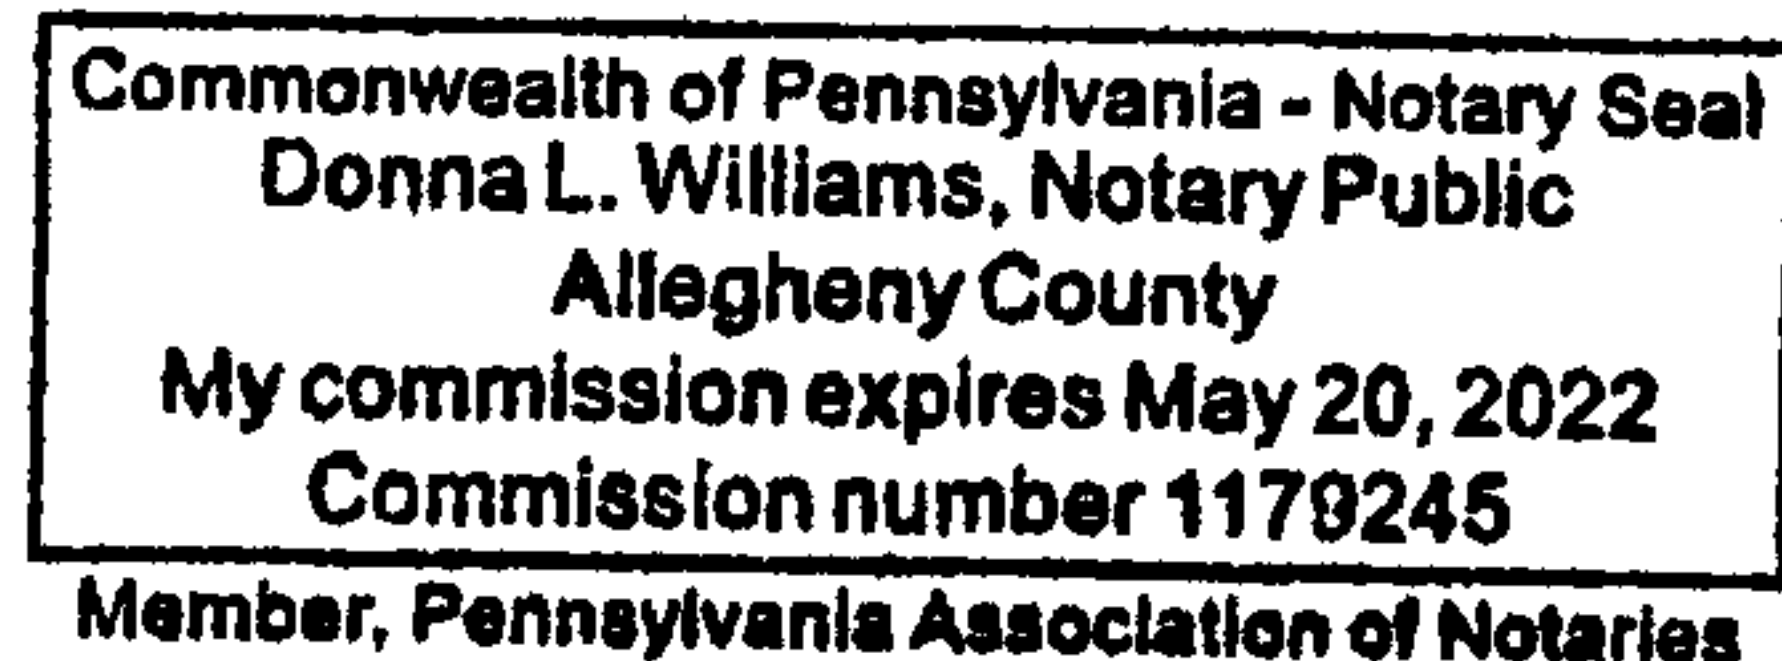 Commonwealth of Pennsylvania - Notary Seal
Donna L. Williams, Notary Public
Allegheny County
My commission expires May 20, 2022
Commission number 1179245
Member, Pennsylvania Association of Notaries